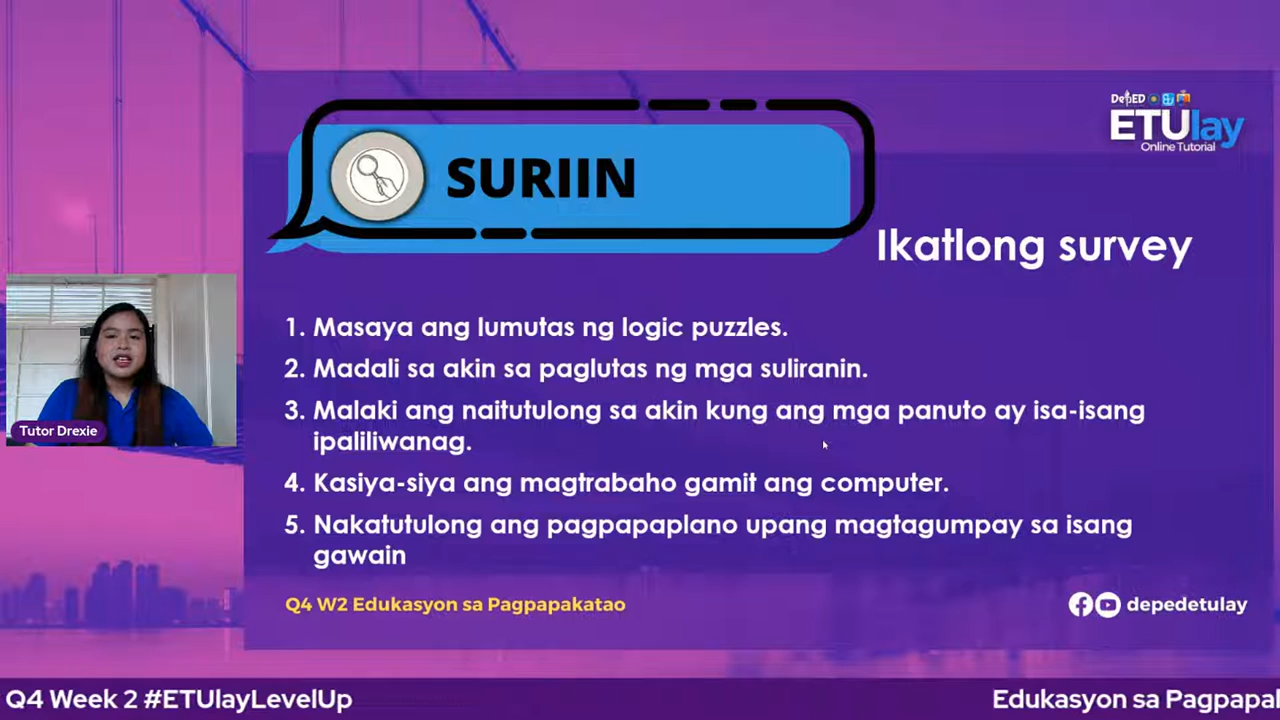 DepED
ETUlay
Online Tutorial
SURIIN
Ikatlong survey
1. Masaya ang lumutas ng logic puzzles.
2. Madali sa akin sa paglutas ng mga suliranin.
3. Malaki ang naitutulong sa akin kung ang mga panuto ay isa-isang
ipaliliwanag.
4. Kasiya-siya ang magtrabaho gamit ang computer.
5. Nakatutulong ang pagpapaplano upang magtagumpay sa isang
gawain
Tutor Drexie
Q4 W2 Edukasyon sa Pagpapakatao
depedetulay
Q4 Week 2 #ETUlayLevelUp
Edukasyon sa Pagpapal